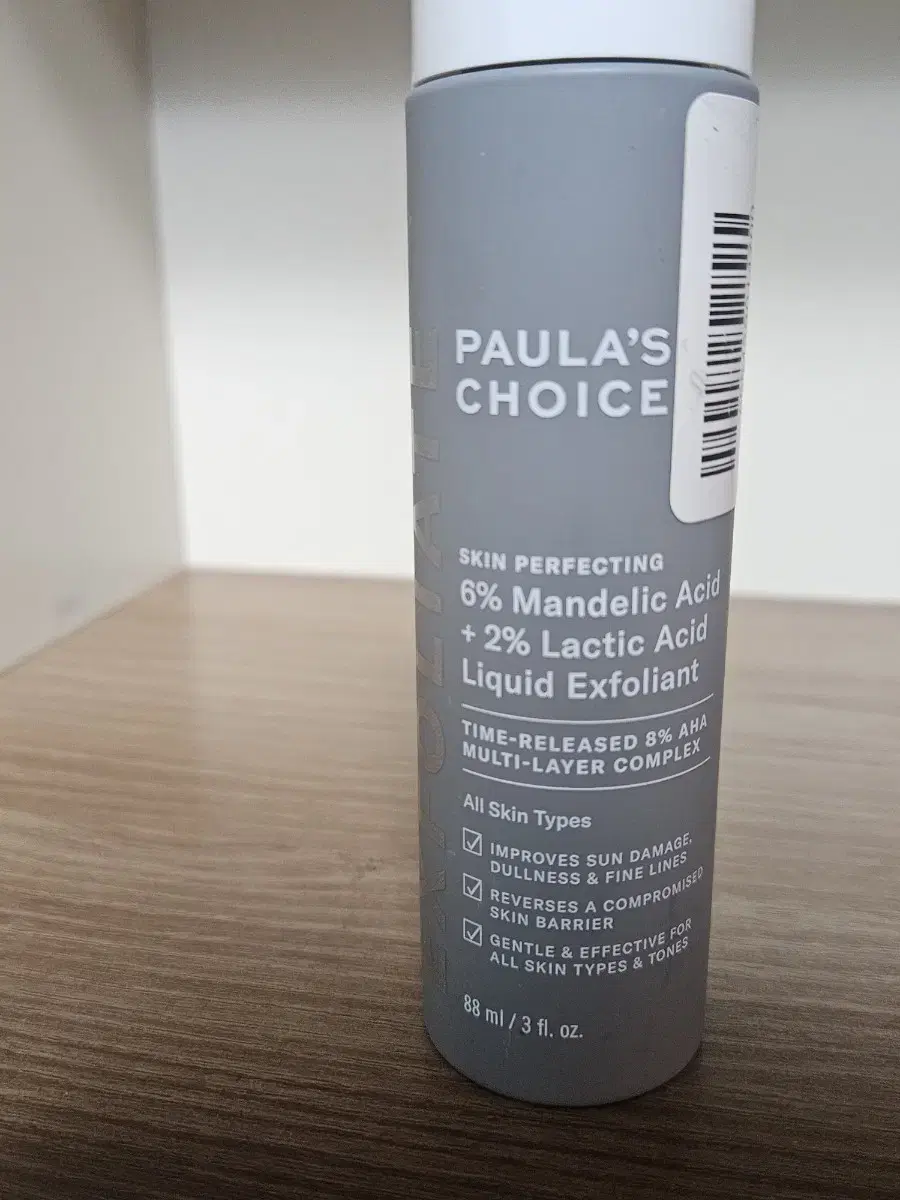 PAULA'S
CHOICE
SKIN PERFECTING
6% Mandelic Acid
+ 2% Lactic Acid
Liquid Exfoliant
TIME-RELEASED 8% AHA
MULTI-LAYER COMPLEX
All Skin Types
IMPROVES SUN DAMAGE,
DULLNESS & FINE LINES
REVERSES A COMPROMISED
SKIN BARRIER
GENTLE & EFFECTIVE FOR
ALL SKIN TYPES & TONES
88 ml / 3 fl. oz.
EXFOLIATE